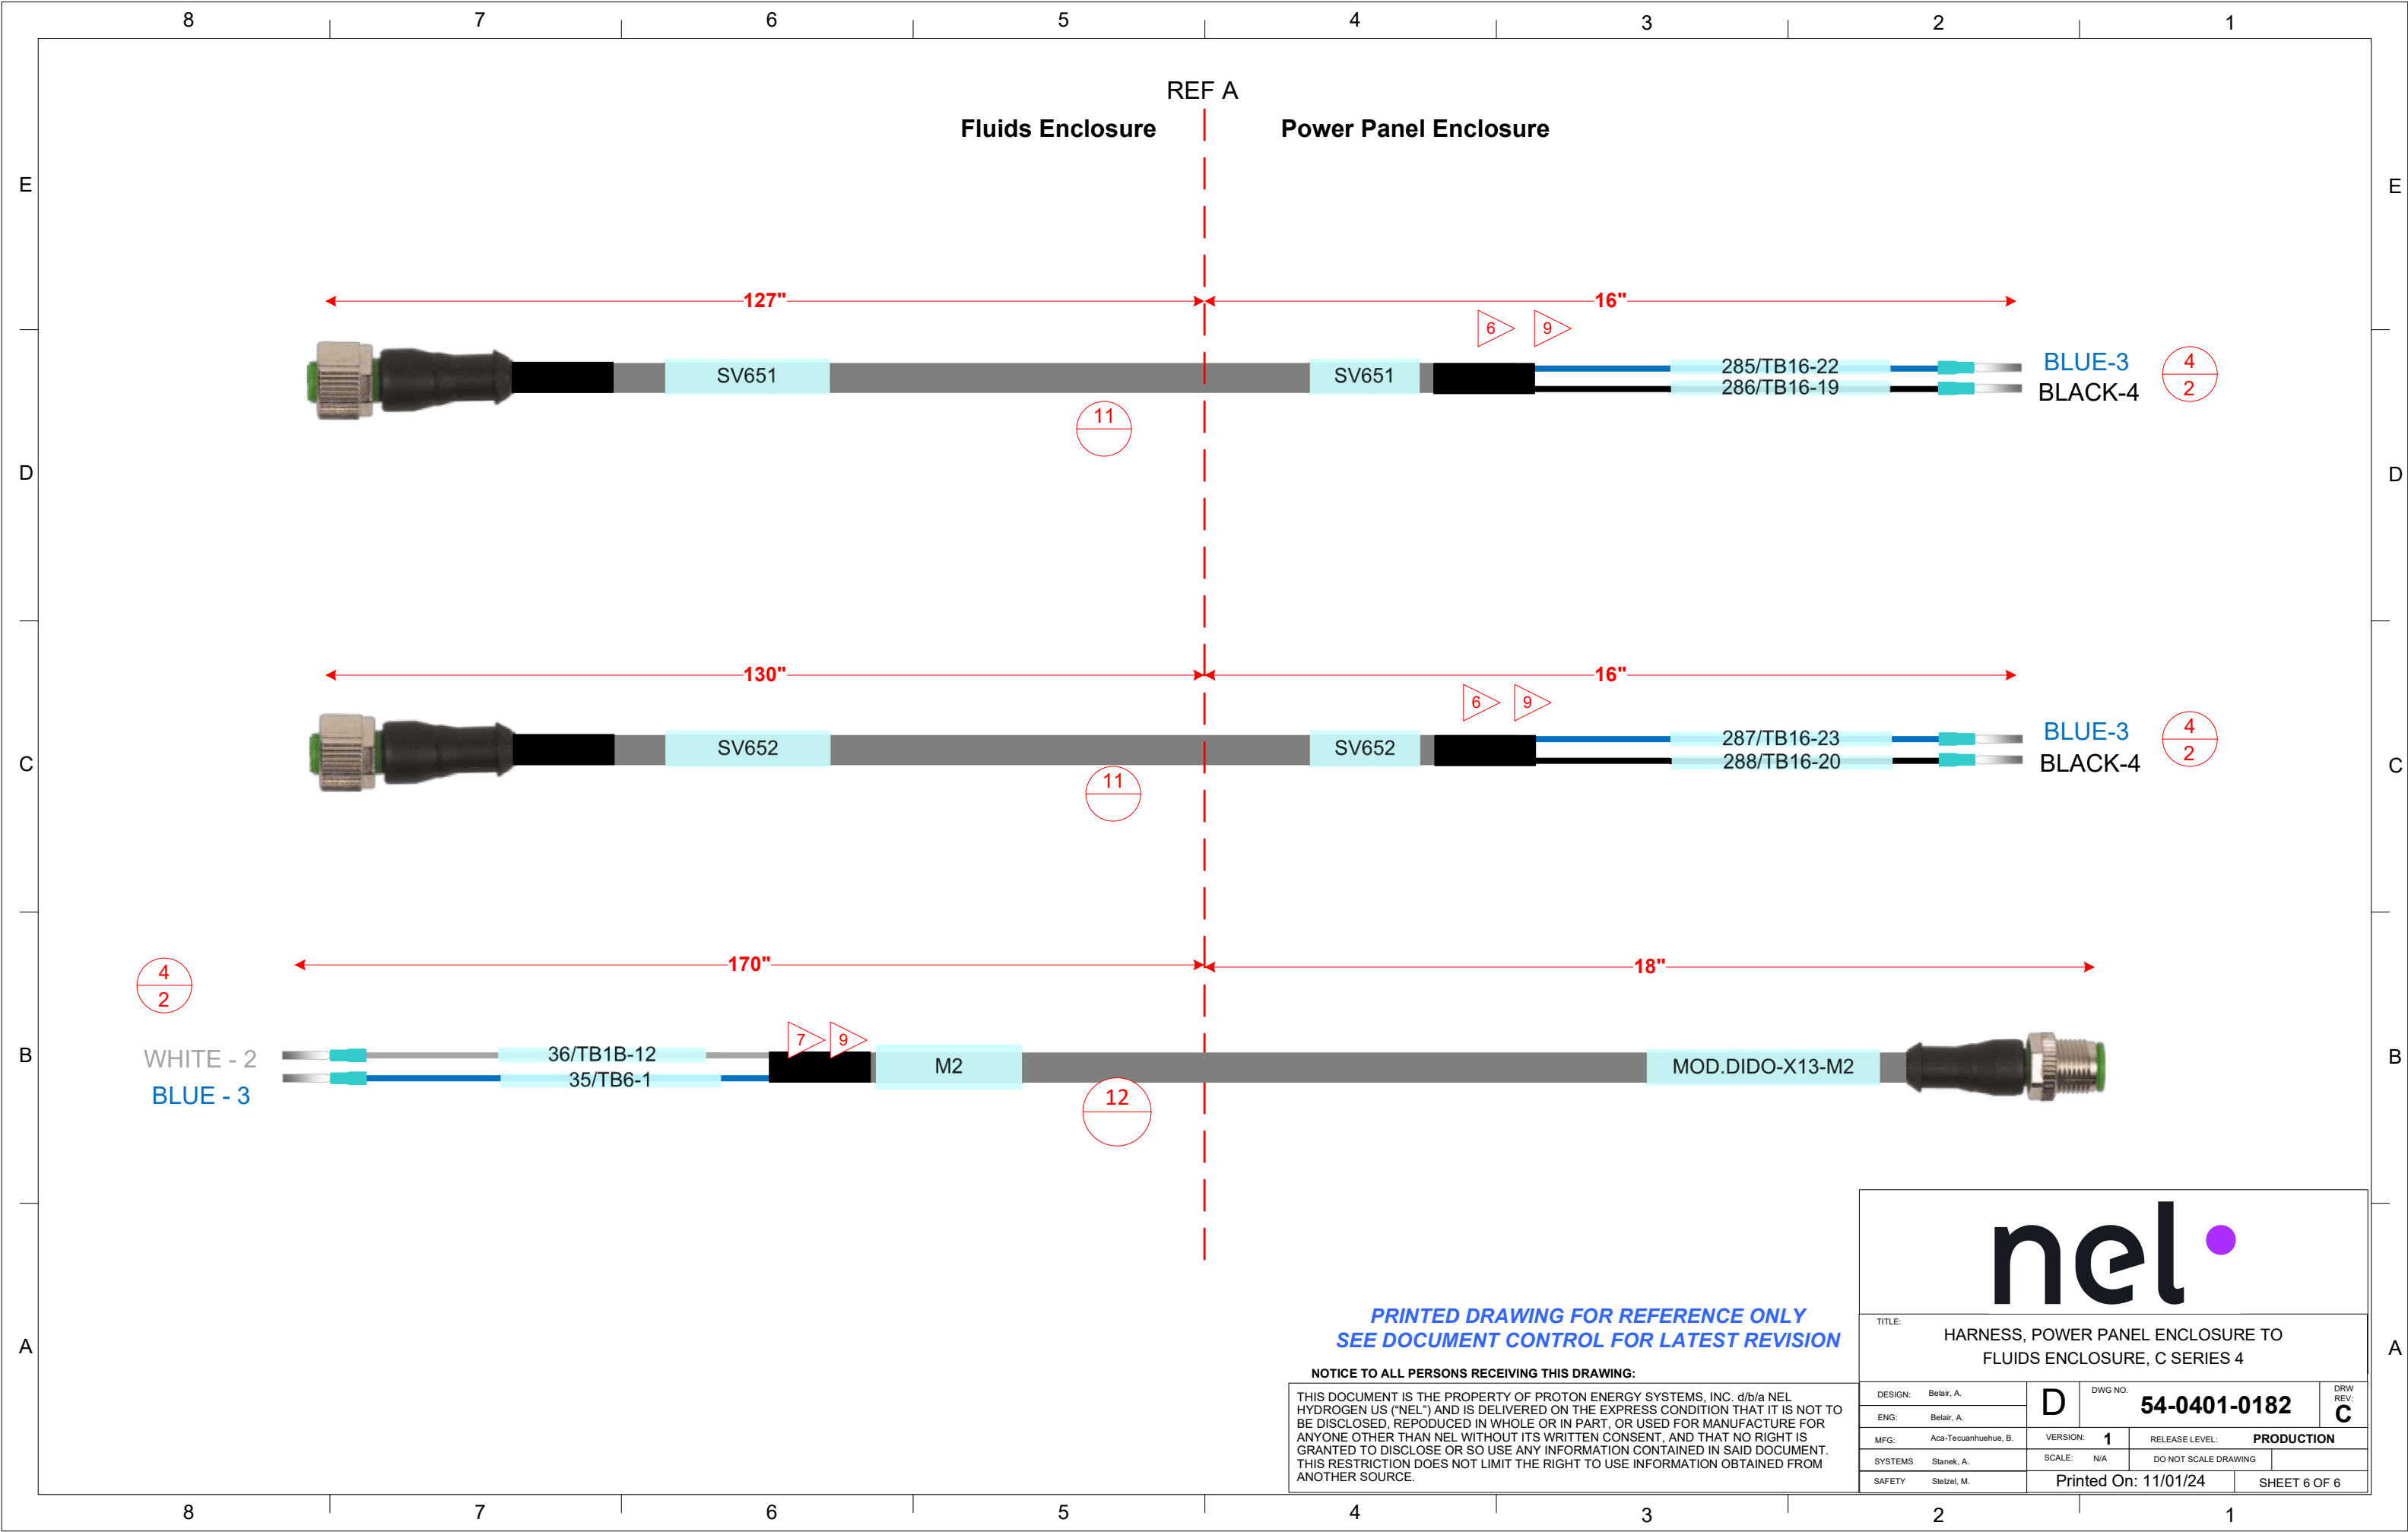 8 7 6 5 4 3 2 1
REF A
Fluids Enclosure Power Panel Enclosure
E E
127" 16"
6 9
SV651 SV651 285/TB16-22 BLUE-3 4
286/TB16-19 BLACK-4 2
11
D D
130" 16"
6 9
SV652 SV652 287/TB16-23 BLUE-3 4
288/TB16-20 BLACK-4 2
C C
11
170" 18"
4
2
7 9
WHITE - 2 36/TB1B-12 M2 MOD.DIDO-X13-M2
BLUE - 3 35/TB6-1
B B
12
nel
PRINTED DRAWING FOR REFERENCE ONLY
SEE DOCUMENT CONTROL FOR LATEST REVISION
A A
TITLE:
HARNESS, POWER PANEL ENCLOSURE TO
FLUIDS ENCLOSURE, C SERIES 4
NOTICE TO ALL PERSONS RECEIVING THIS DRAWING:
THIS DOCUMENT IS THE PROPERTY OF PROTON ENERGY SYSTEMS, INC. d/b/a NEL
HYDROGEN US (“NEL”) AND IS DELIVERED ON THE EXPRESS CONDITION THAT IT IS NOT TO
BE DISCLOSED, REPODUCED IN WHOLE OR IN PART, OR USED FOR MANUFACTURE FOR
ANYONE OTHER THAN NEL WITHOUT ITS WRITTEN CONSENT, AND THAT NO RIGHT IS
GRANTED TO DISCLOSE OR SO USE ANY INFORMATION CONTAINED IN SAID DOCUMENT.
THIS RESTRICTION DOES NOT LIMIT THE RIGHT TO USE INFORMATION OBTAINED FROM
ANOTHER SOURCE.
DESIGN: Belair, A.
ENG: Belair, A.
MFG: Aca-Tecuanhuehue, B.
SYSTEMS Stanek, A.
SAFETY Stelzel, M.
D
DWG NO. 54-0401-0182
DRW
REV:
C
VERSION: 1 RELEASE LEVEL: PRODUCTION
SCALE: N/A DO NOT SCALE DRAWING
Printed On: 11/01/24 SHEET 6 OF 6
8 7 6 5 4 3 2 1